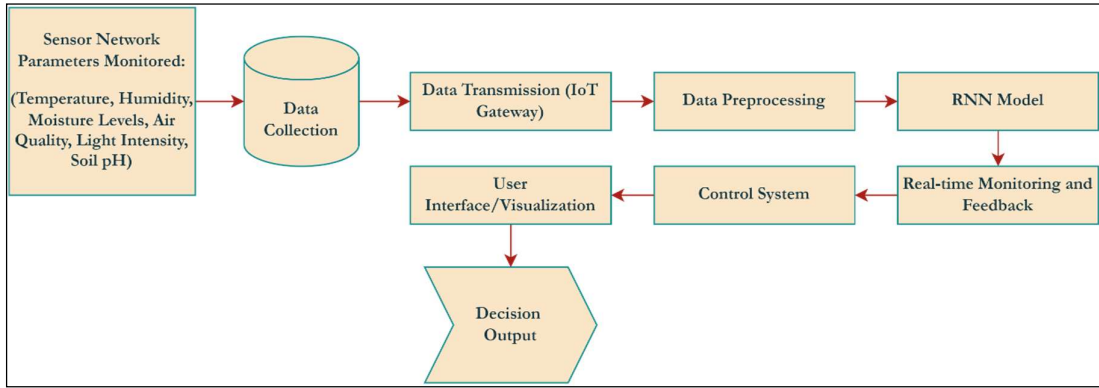 Sensor Network
Parameters Monitored:
(Temperature, Humidity,
Moisture Levels, Air
Quality, Light Intensity,
Soil pH)
Data
Collection
Data Transmission (IoT
Gateway)
Data Preprocessing
RNN Model
Real-time Monitoring and
Feedback
Control System
User
Interface/Visualization
Decision
Output